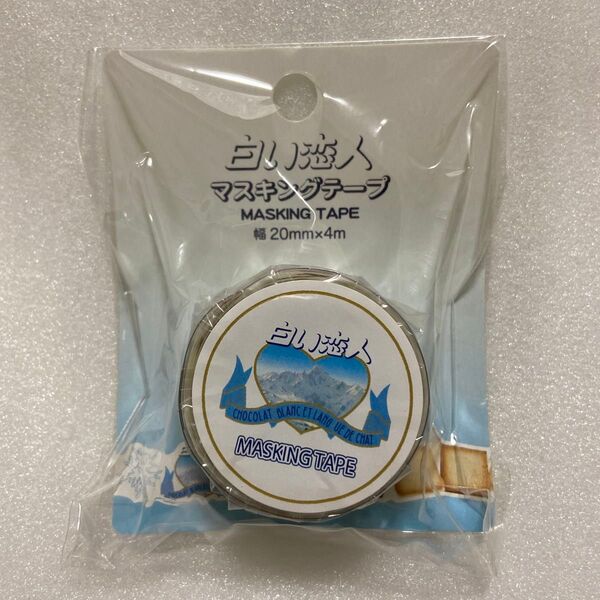 白い恋人
マスキングテープ
MASKING TAPE
幅 20mm×4m
白い恋人
CHOCOLAT BLANC ET LANGUE DE CHAT
MASKING TAPE